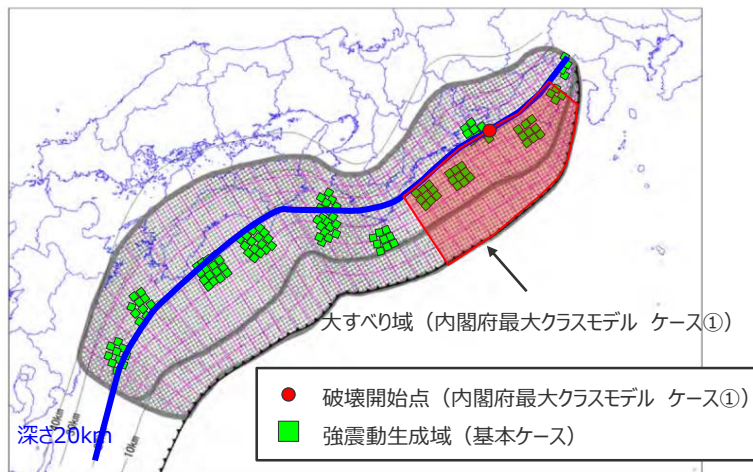 大すべり域（内閣府最大クラスモデル ケース①）
破壊開始点（内閣府最大クラスモデル ケース①）
強震動生成域（基本ケース）
深さ20km
10km